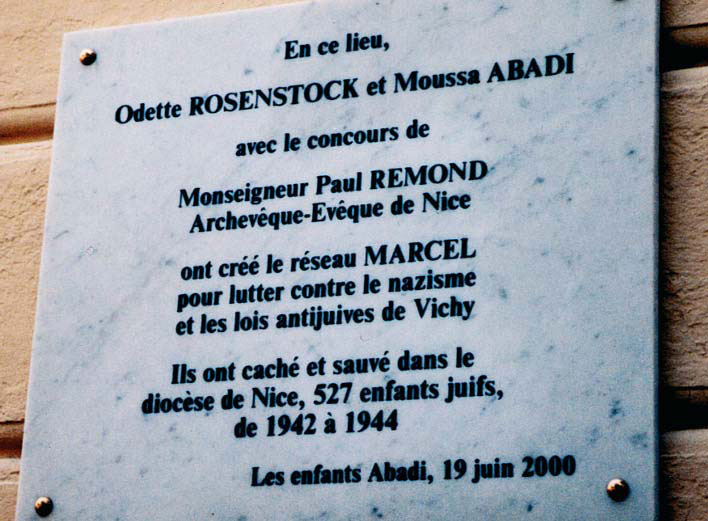 En ce lieu,
Odette ROSENSTOCK et Moussa ABADI
avec le concours de
Monseigneur Paul REMOND
Archevêque-Evêque de Nice
ont créé le réseau MARCEL
pour lutter contre le nazisme
et les lois antijuives de Vichy
Ils ont caché et sauvé dans le
diocèse de Nice, 527 enfants juifs,
de 1942 à 1944
Les enfants Abadi, 19 juin 2000